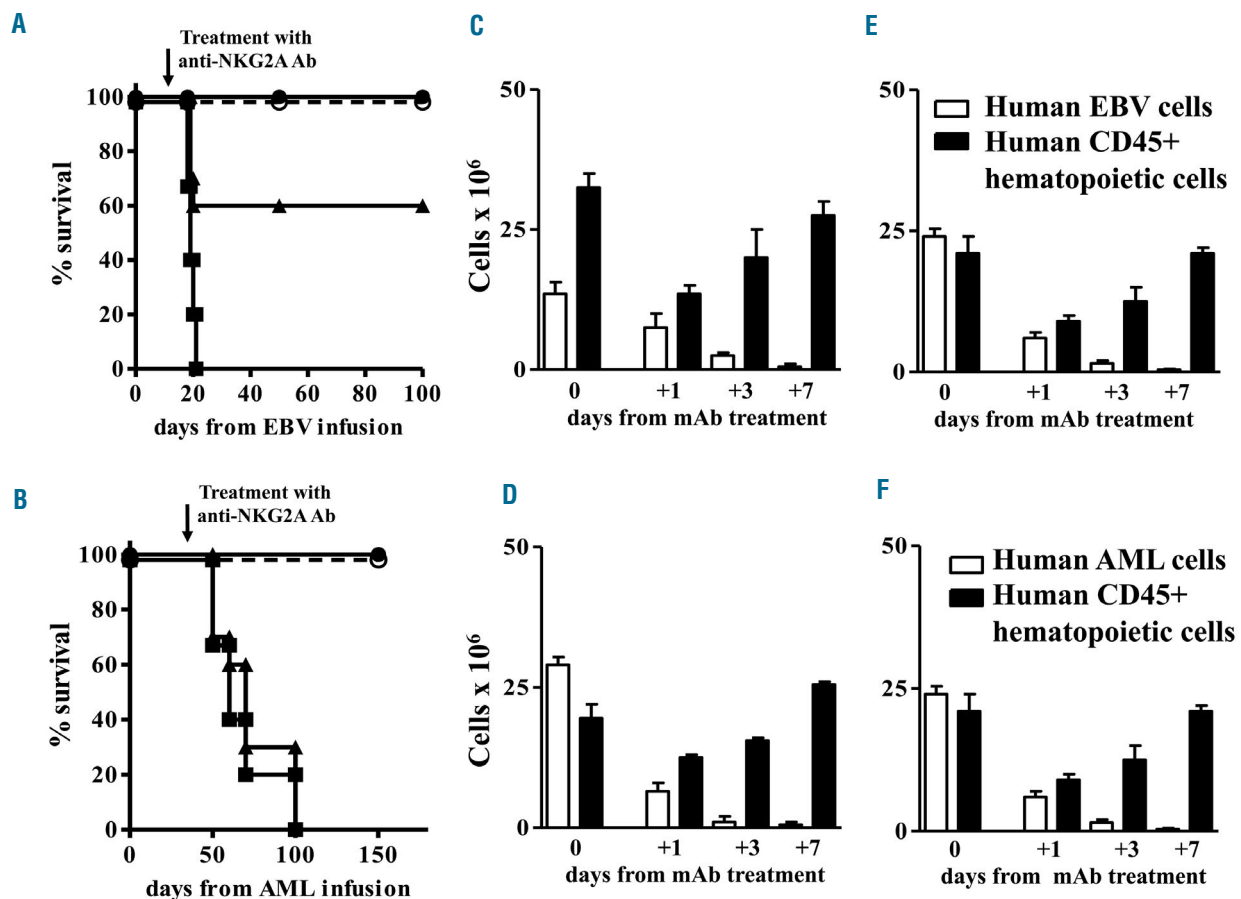 A
Treatment with
anti-NKG2A Ab
100
80
60
40
20
0
% survival
0 20 40 60 80 100
days from EBV infusion
C
50
25
0
Cells x 10⁶
0 +1 +3 +7
days from mAb treatment
E
50
25
0
Human EBV cells
Human CD45+
hematopoietic cells
0 +1 +3 +7
days from mAb treatment
B
Treatment with
anti-NKG2A Ab
100
80
60
40
20
0
% survival
0 50 100 150
days from AML infusion
D
50
25
0
Cells x 10⁶
0 +1 +3 +7
days from mAb treatment
F
50
25
0
Human AML cells
Human CD45+
hematopoietic cells
0 +1 +3 +7
days from mAb treatment